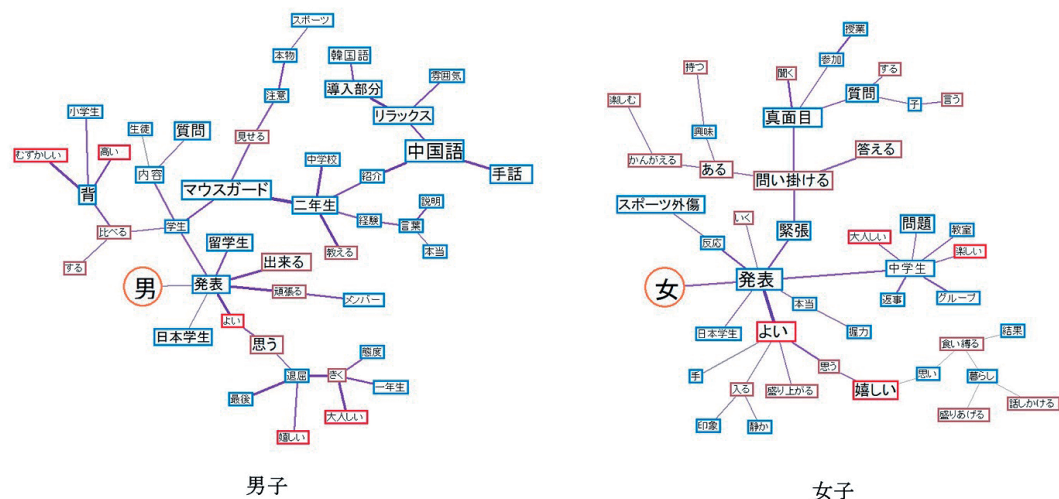 スポーツ
本物
注意
見せる
韓国語
導入部分
雰囲気
リラックス
中国語
手話
小学生
むずかしい
高い
背
比べる
する
生徒
質問
内容
学生
マウスガード
中学校
二年生
紹介
経験
説明
言葉
本当
教える
留学生
出来る
男
発表
頑張る
メンバー
よい
日本学生
思う
退屈
最後
嬉しい
きく
態度
一年生
大人しい
男子
授業
参加
聞く
真面目
質問
する
子
言う
持つ
興味
楽しむ
かんがえる
ある
問い掛ける
答える
スポーツ外傷
反応
いく
緊張
大人しい
問題
教室
楽しい
中学生
返事
グループ
女
発表
日本学生
本当
握力
よい
手
入る
印象
静か
盛り上がる
思う
嬉しい
思い
食い縛る
結果
暮らし
盛りあげる
話しかける
女子